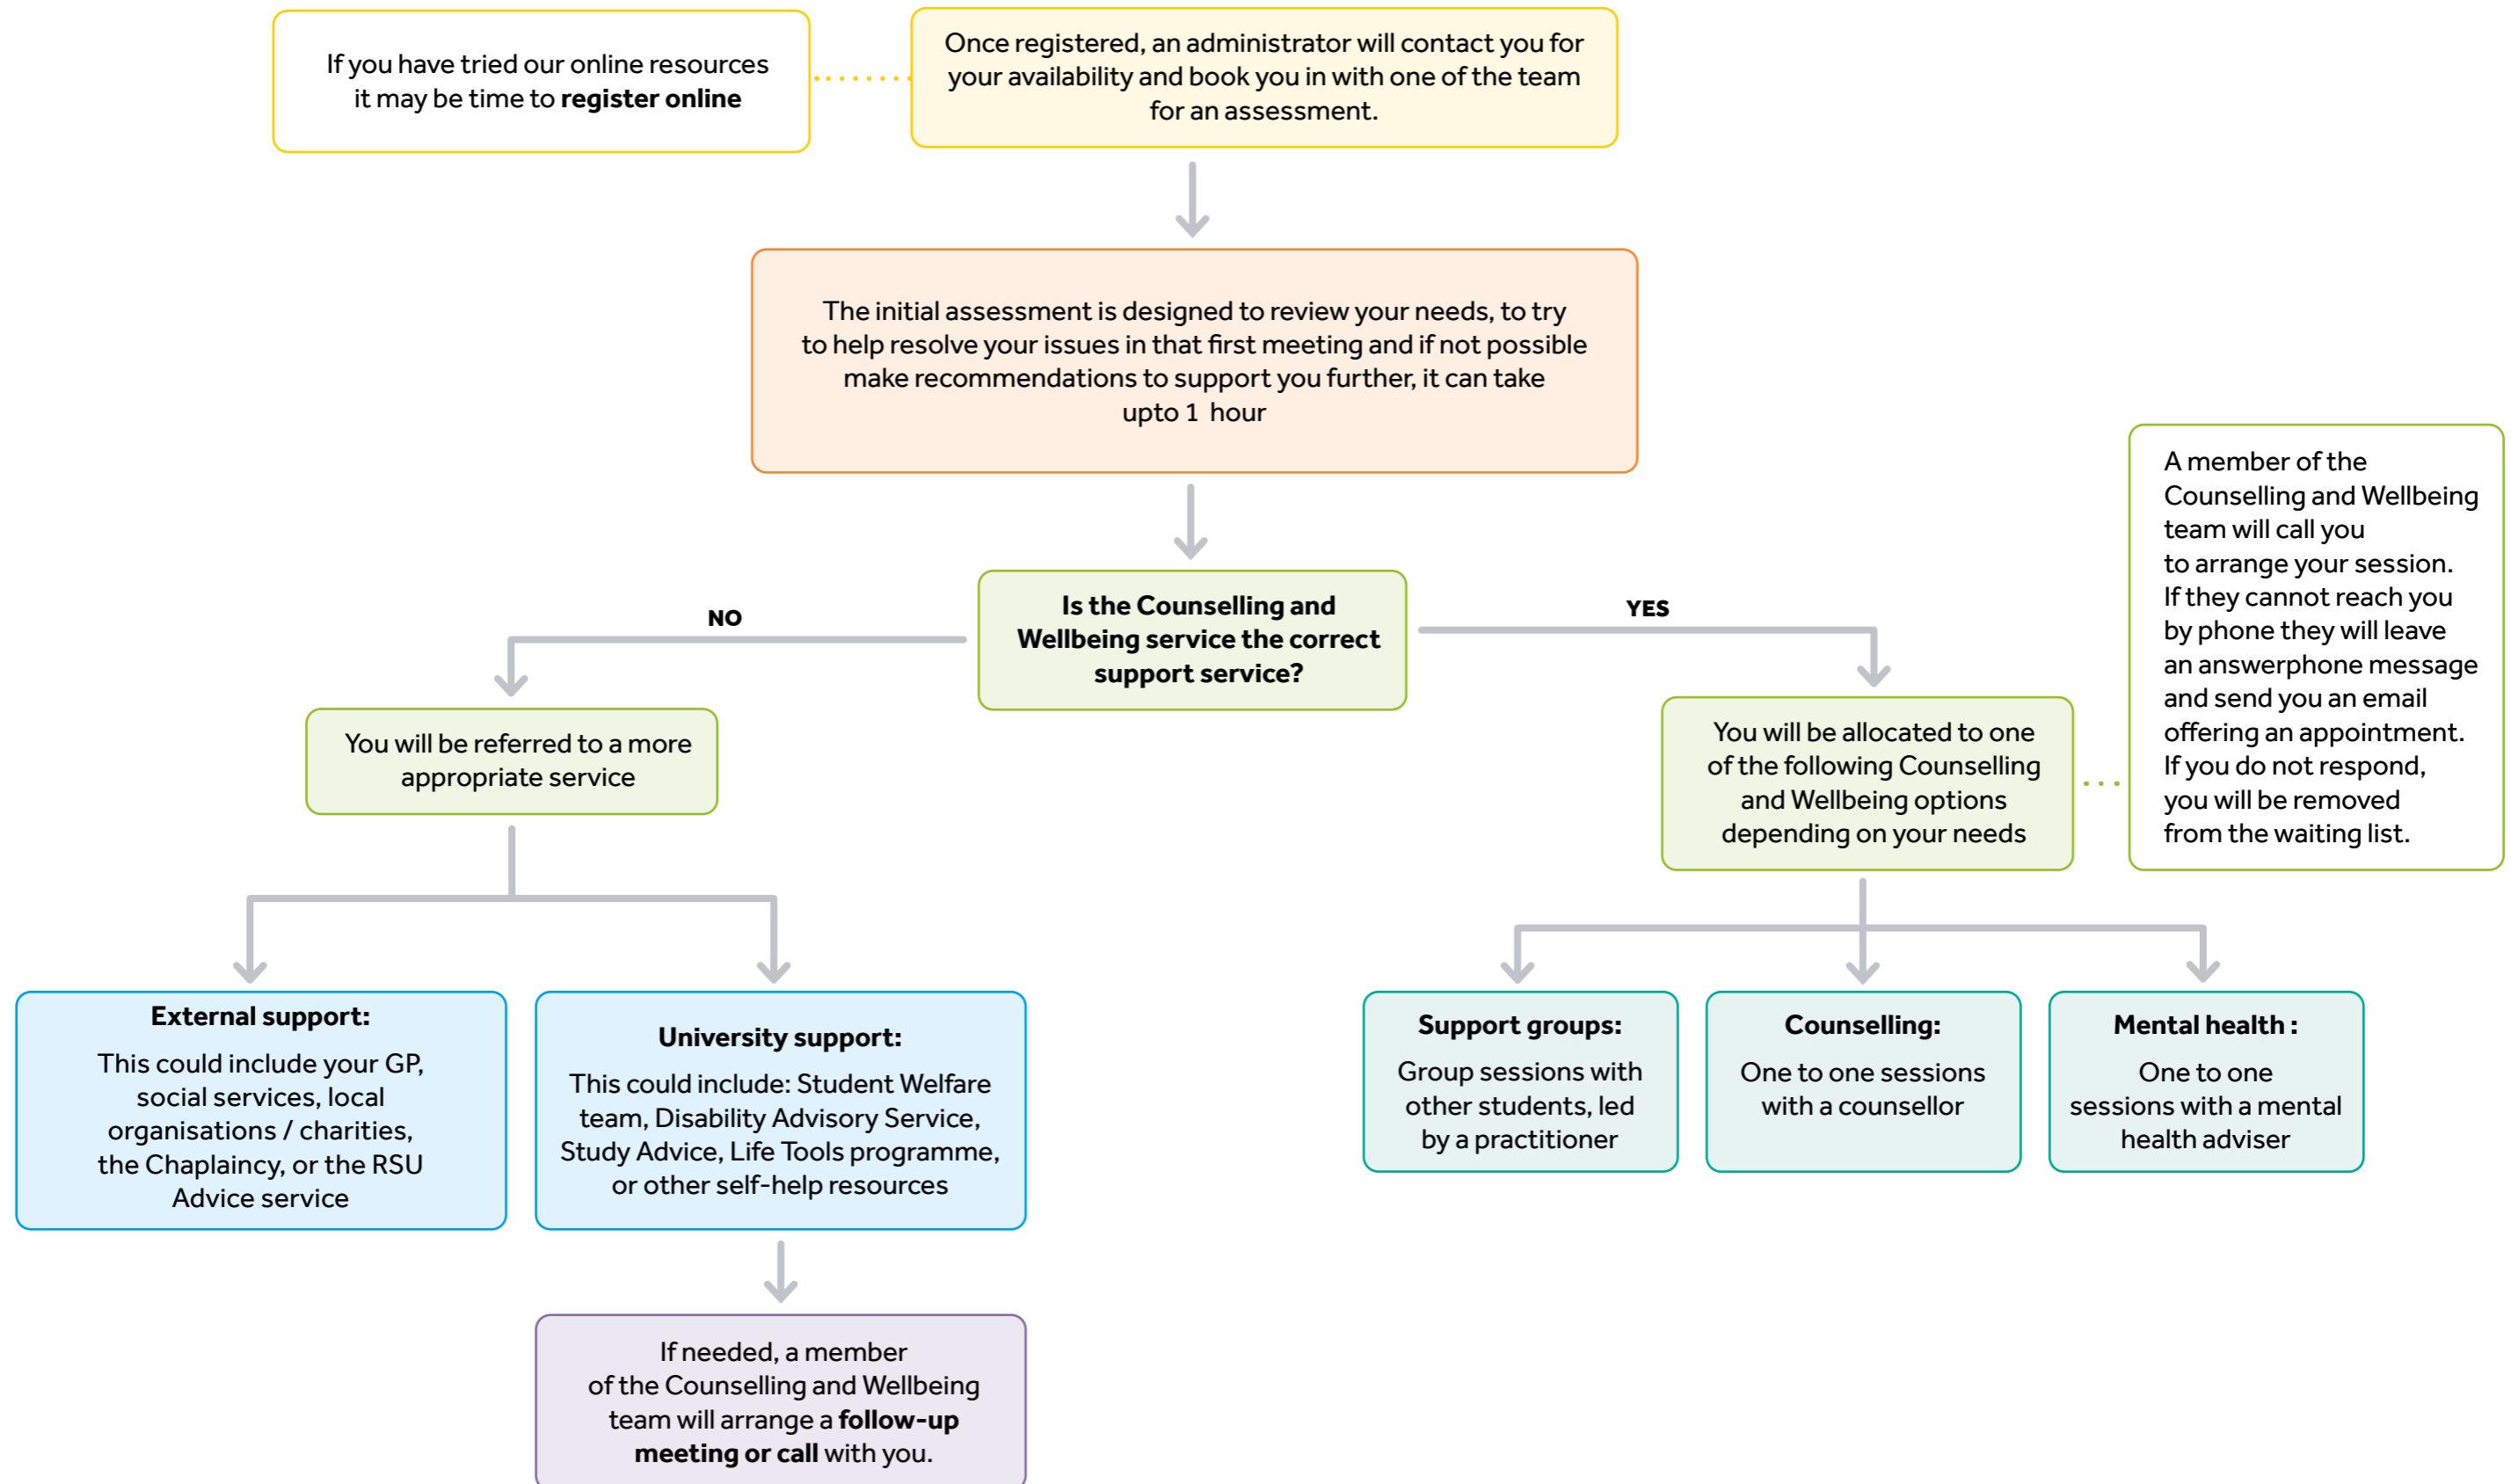 If you have tried our online resources
it may be time to register online
Once registered, an administrator will contact you for
your availability and book you in with one of the team
for an assessment.
The initial assessment is designed to review your needs, to try
to help resolve your issues in that first meeting and if not possible
make recommendations to support you further, it can take
upto 1 hour
Is the Counselling and
Wellbeing service the correct
support service?
NO
YES
You will be referred to a more
appropriate service
You will be allocated to one
of the following Counselling
and Wellbeing options
depending on your needs
A member of the
Counselling and Wellbeing
team will call you
to arrange your session.
If they cannot reach you
by phone they will leave
an answerphone message
and send you an email
offering an appointment.
If you do not respond,
you will be removed
from the waiting list.
External support:
This could include your GP,
social services, local
organisations / charities,
the Chaplaincy, or the RSU
Advice service
University support:
This could include: Student Welfare
team, Disability Advisory Service,
Study Advice, Life Tools programme,
or other self-help resources
Support groups:
Group sessions with
other students, led
by a practitioner
Counselling:
One to one sessions
with a counsellor
Mental health :
One to one
sessions with a mental
health adviser
If needed, a member
of the Counselling and Wellbeing
team will arrange a follow-up
meeting or call with you.